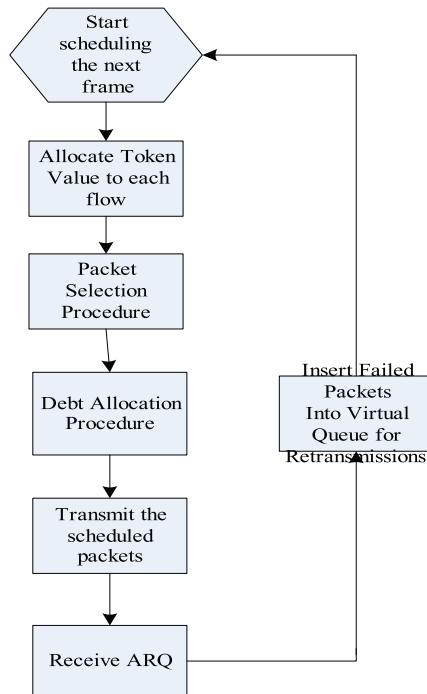 Start
scheduling
the next
frame
Allocate Token
Value to each
flow
Packet
Selection
Procedure
Debt Allocation
Procedure
Transmit the
scheduled
packets
Receive ARQ
Insert Failed
Packets
Into Virtual
Queue for
Retransmissions